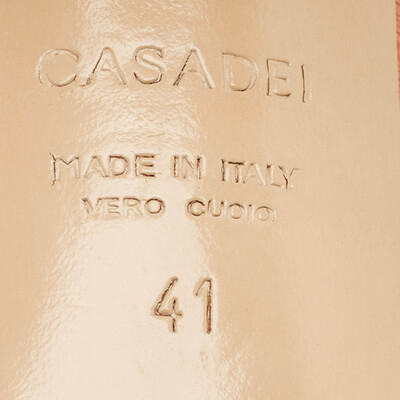 CASADEI
MADE IN ITALY
VERO CUOIO
41